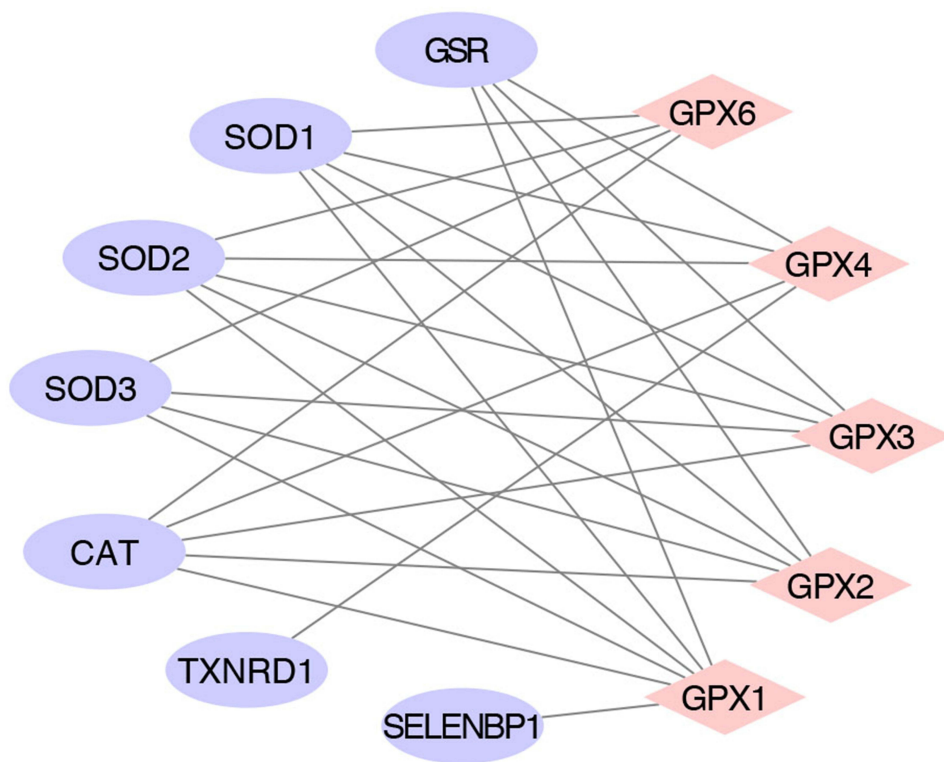 GSR
GPX6
SOD1
SOD2
GPX4
SOD3
GPX3
CAT
GPX2
TXNRD1
GPX1
SELENBP1